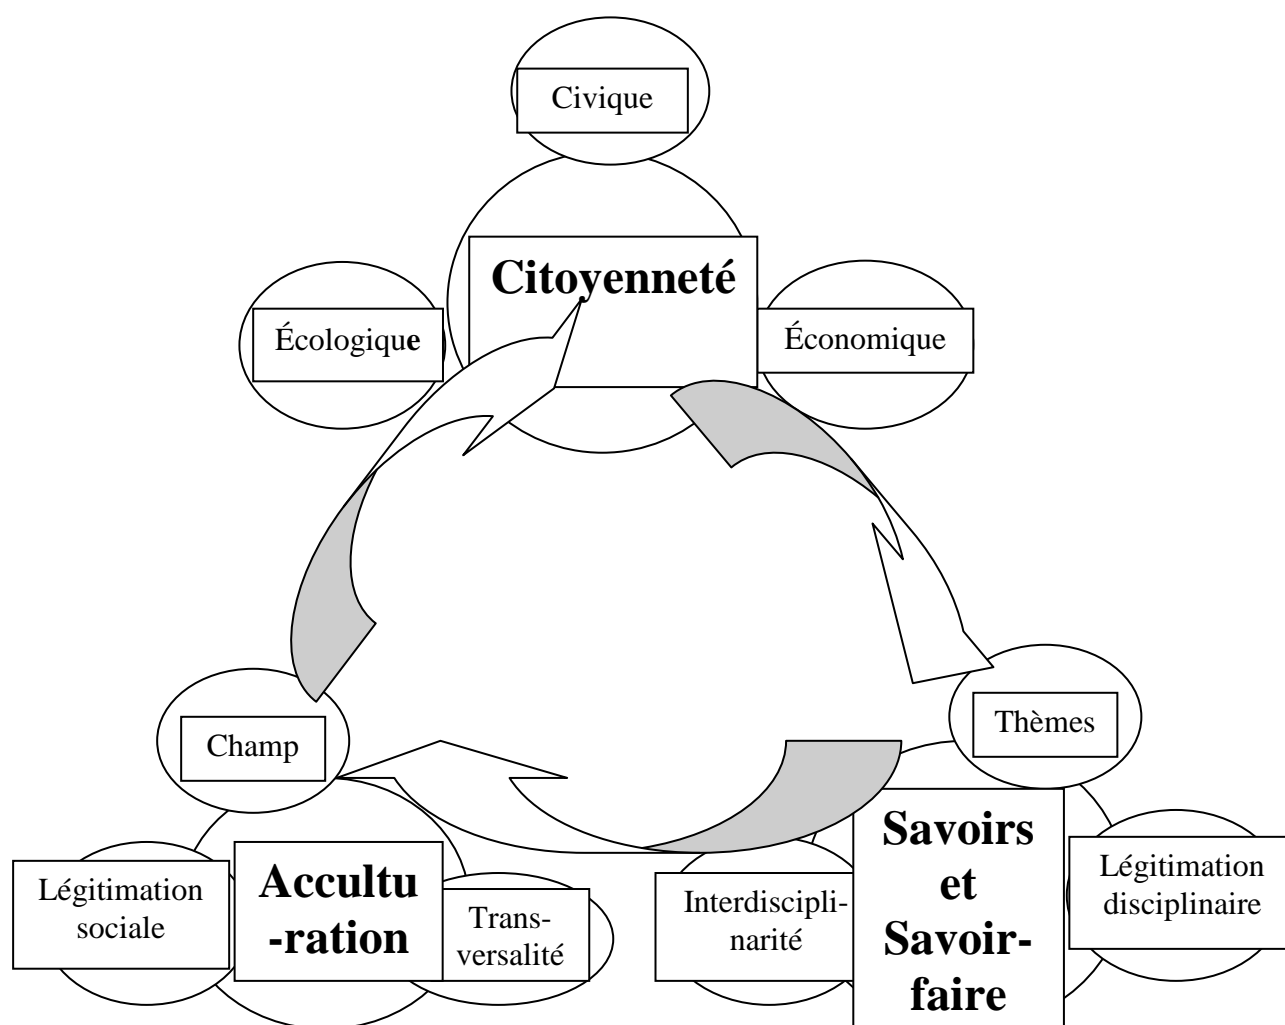 Civique
Citoyenneté
Écologique
Économique
Champ
Thèmes
Légitimation
sociale
Accultu
-ration
Trans-
versalité
Interdiscipli-
narité
Savoirs
et
Savoir-
faire
Légitimation
disciplinaire